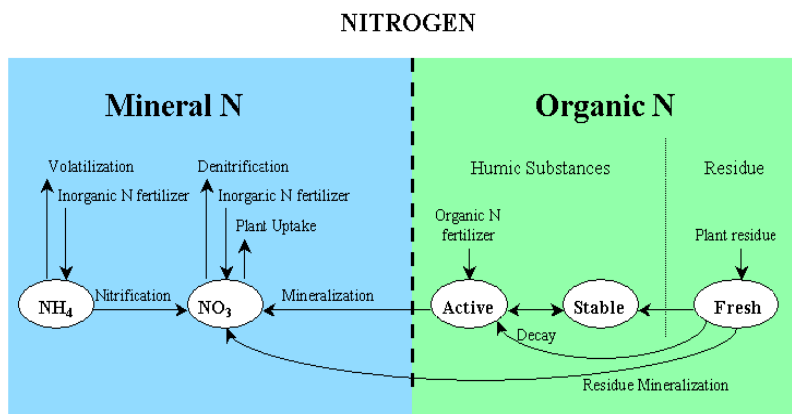 NITROGEN
Mineral N
Organic N
Volatilization
Denitrification
Humic Substances
Residue
Inorganic N fertilizer
Inorganic N fertilizer
Plant Uptake
Organic N
fertilizer
Plant residue
NH4
Nitrification
NO3
Mineralization
Active
Stable
Fresh
Decay
Residue Mineralization